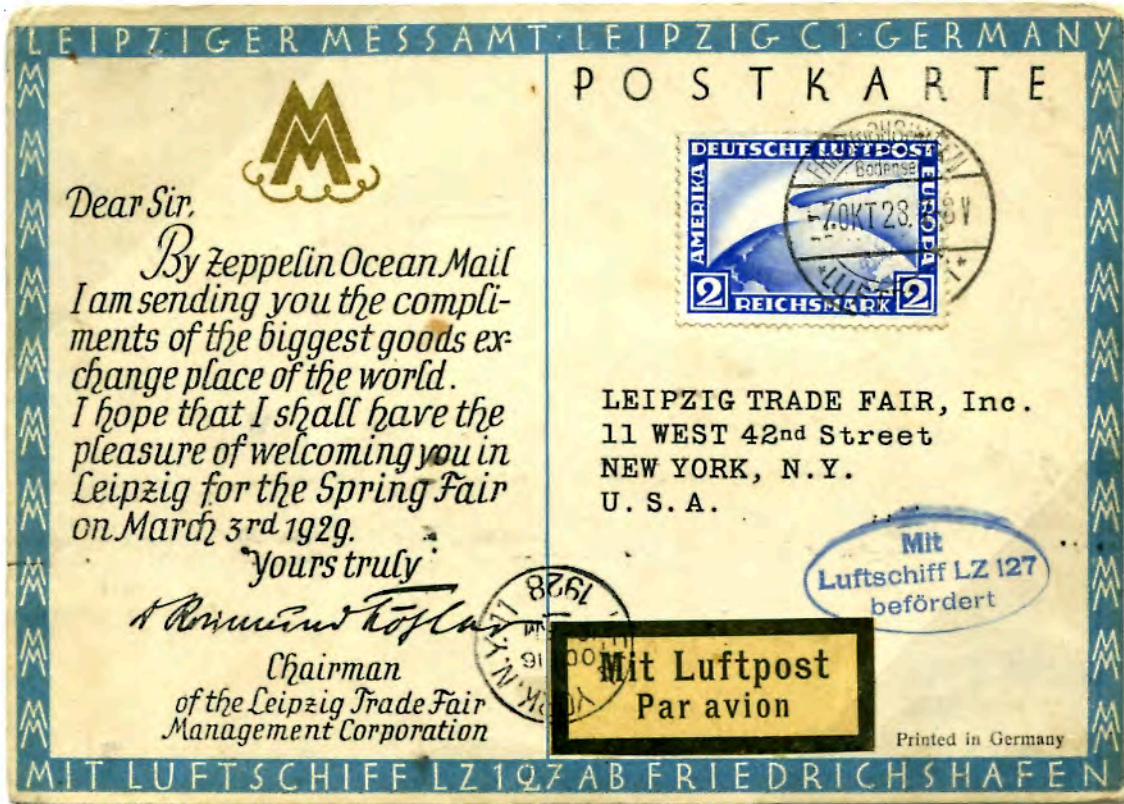 LEIPZIGER MESSAMT · LEIPZIG C1 · GERMANY
MM
Dear Sir,
By Zeppelin Ocean Mail
I am sending you the compli-
ments of the biggest goods ex-
change place of the world.
I hope that I shall have the
pleasure of welcoming you in
Leipzig for the Spring Fair
on March 3rd 1929.
Yours truly
Chairman
of the Leipzig Trade Fair
Management Corporation
POSTKARTE
DEUTSCHE LUFTPOST
AMERIKA
EUROPA
2 REICHSMARK 2
FRIEDRICHSHAFEN
Bodensee
OKT 28.
LEIPZIG TRADE FAIR, Inc.
11 WEST 42nd Street
NEW YORK, N.Y.
U.S.A.
Mit
Luftschiff LZ 127
befördert
YORK, N.Y. 11
1928
Mit Luftpost
Par avion
Printed in Germany
MIT LUFTSCHIFF LZ 127 AB FRIEDRICHSHAFEN